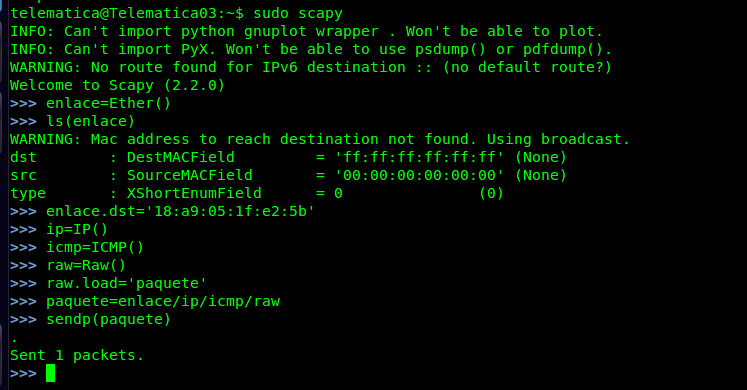 telematica@Telematica03:~$ sudo scapy
INFO: Can't import python gnuplot wrapper . Won't be able to plot.
INFO: Can't import PyX. Won't be able to use psdump() or pdfdump().
WARNING: No route found for IPv6 destination :: (no default route?)
Welcome to Scapy (2.2.0)
>>> enlace=Ether()
>>> ls(enlace)
WARNING: Mac address to reach destination not found. Using broadcast.
dst        : DestMACField         = 'ff:ff:ff:ff:ff:ff' (None)
src        : SourceMACField       = '00:00:00:00:00:00' (None)
type       : XShortEnumField      = 0               (0)
>>> enlace.dst='18:a9:05:1f:e2:5b'
>>> ip=IP()
>>> icmp=ICMP()
>>> raw=Raw()
>>> raw.load='paquete'
>>> paquete=enlace/ip/icmp/raw
>>> sendp(paquete)
.
Sent 1 packets.
>>>